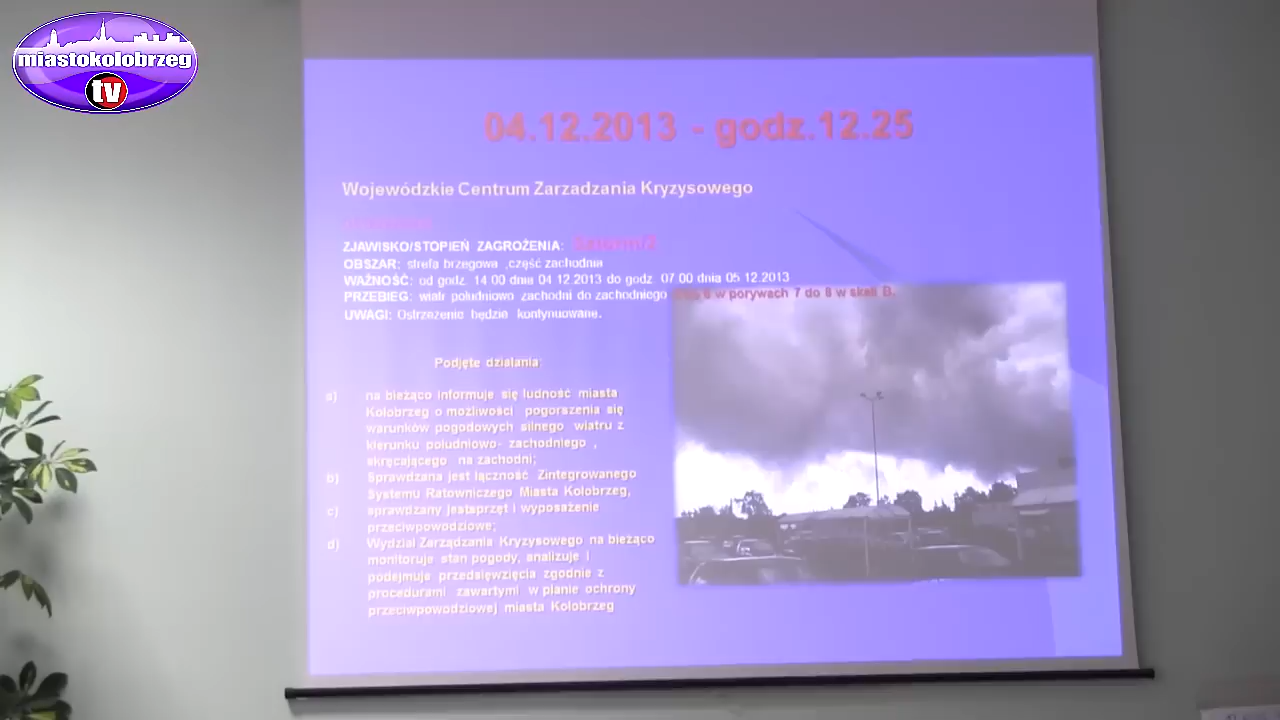 miastokolobrzeg
tv
04.12.2013 - godz.12.25
Wojewódzkie Centrum Zarzadzania Kryzysowego
ZJAWISKO/STOPIEŃ ZAGROŻENIA: Sztorm/2
OBSZAR: strefa brzegowa ,część zachodnia
WAŻNOŚĆ: od godz. 14 00 dnia 04 12.2013 do godz. 07 00 dnia 05 12.2013
PRZEBIEG: wiatr południowo zachodni do zachodniego 6 w porywach 7 do 8 w skali B.
UWAGI: Ostrzeżenie będzie kontynuowane.
Podjęte działania:
a) na bieżąco informuje się ludność miasta
Kołobrzeg o możliwości pogorszenia się
warunków pogodowych silnego wiatru z
kierunku południowo- zachodniego ,
skręcającego na zachodni;
b) Sprawdzana jest łączność Zintegrowanego
Systemu Ratowniczego Miasta Kołobrzeg,
c) sprawdzany jestsprzęt i wyposażenie
przeciwpowodziowe;
d) Wydział Zarządzania Kryzysowego na bieżąco
monitoruje stan pogody, analizuje i
podejmuje przedsięwzięcia zgodnie z
procedurami zawartymi w planie ochrony
przeciwpowodziowej miasta Kołobrzeg